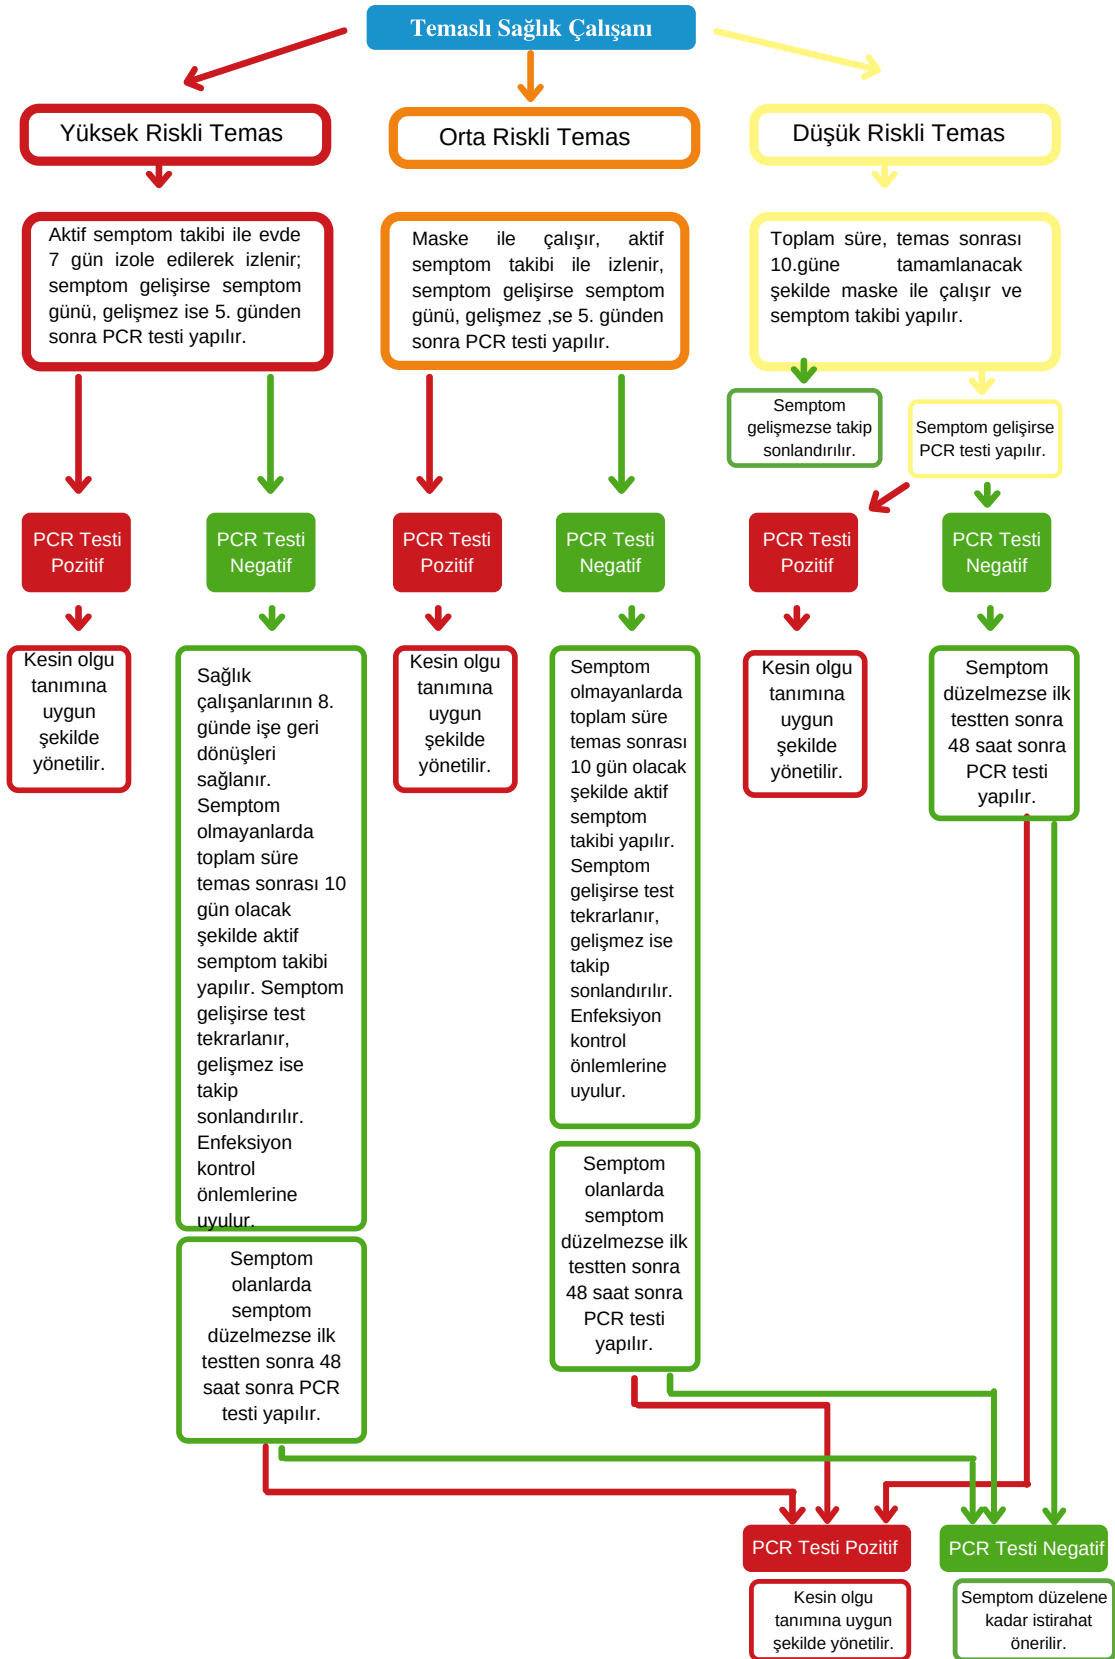 Temaslı Sağlık Çalışanı
Yüksek Riskli Temas
Orta Riskli Temas
Düşük Riskli Temas
Aktif semptom takibi ile evde
7 gün izole edilerek izlenir;
semptom gelişirse semptom
günü, gelişmez ise 5. günden
sonra PCR testi yapılır.
Maske ile çalışır, aktif
semptom takibi ile izlenir,
semptom gelişirse semptom
günü, gelişmez ,se 5. günden
sonra PCR testi yapılır.
Toplam süre, temas sonrası
10.güne tamamlanacak
şekilde maske ile çalışır ve
semptom takibi yapılır.
Semptom
gelişmezse takip
sonlandırılır.
Semptom gelişirse
PCR testi yapılır.
PCR Testi
Pozitif
PCR Testi
Negatif
PCR Testi
Pozitif
PCR Testi
Negatif
PCR Testi
Pozitif
PCR Testi
Negatif
Kesin olgu
tanımına
uygun
şekilde
yönetilir.
Sağlık
çalışanlarının 8.
günde işe geri
dönüşleri
sağlanır.
Semptom
olmayanlarda
toplam süre
temas sonrası 10
gün olacak
şekilde aktif
semptom takibi
yapılır. Semptom
gelişirse test
tekrarlanır,
gelişmez ise
takip
sonlandırılır.
Enfeksiyon
kontrol
önlemlerine
uyulur.
Kesin olgu
tanımına
uygun
şekilde
yönetilir.
Semptom
olmayanlarda
toplam süre
temas sonrası
10 gün olacak
şekilde aktif
semptom
takibi yapılır.
Semptom
gelişirse test
tekrarlanır,
gelişmez ise
takip
sonlandırılır.
Enfeksiyon
kontrol
önlemlerine
uyulur.
Kesin olgu
tanımına
uygun
şekilde
yönetilir.
Semptom
düzelmezse ilk
testten sonra
48 saat sonra
PCR testi
yapılır.
Semptom
olanlarda
semptom
düzelmezse ilk
testten sonra 48
saat sonra PCR
testi yapılır.
Semptom
olanlarda
semptom
düzelmezse ilk
testten sonra
48 saat sonra
PCR testi
yapılır.
PCR Testi Pozitif
PCR Testi Negatif
Kesin olgu
tanımına uygun
şekilde yönetilir.
Semptom düzelene
kadar istirahat
önerilir.